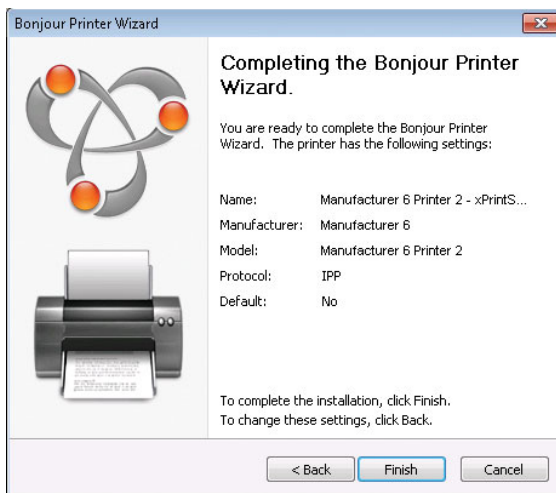 Bonjour Printer Wizard
Completing the Bonjour Printer
Wizard.
You are ready to complete the Bonjour Printer
Wizard. The printer has the following settings:
Name: Manufacturer 6 Printer 2 - xPrintS...
Manufacturer: Manufacturer 6
Model: Manufacturer 6 Printer 2
Protocol: IPP
Default: No
To complete the installation, click Finish.
To change these settings, click Back.
< Back Finish Cancel